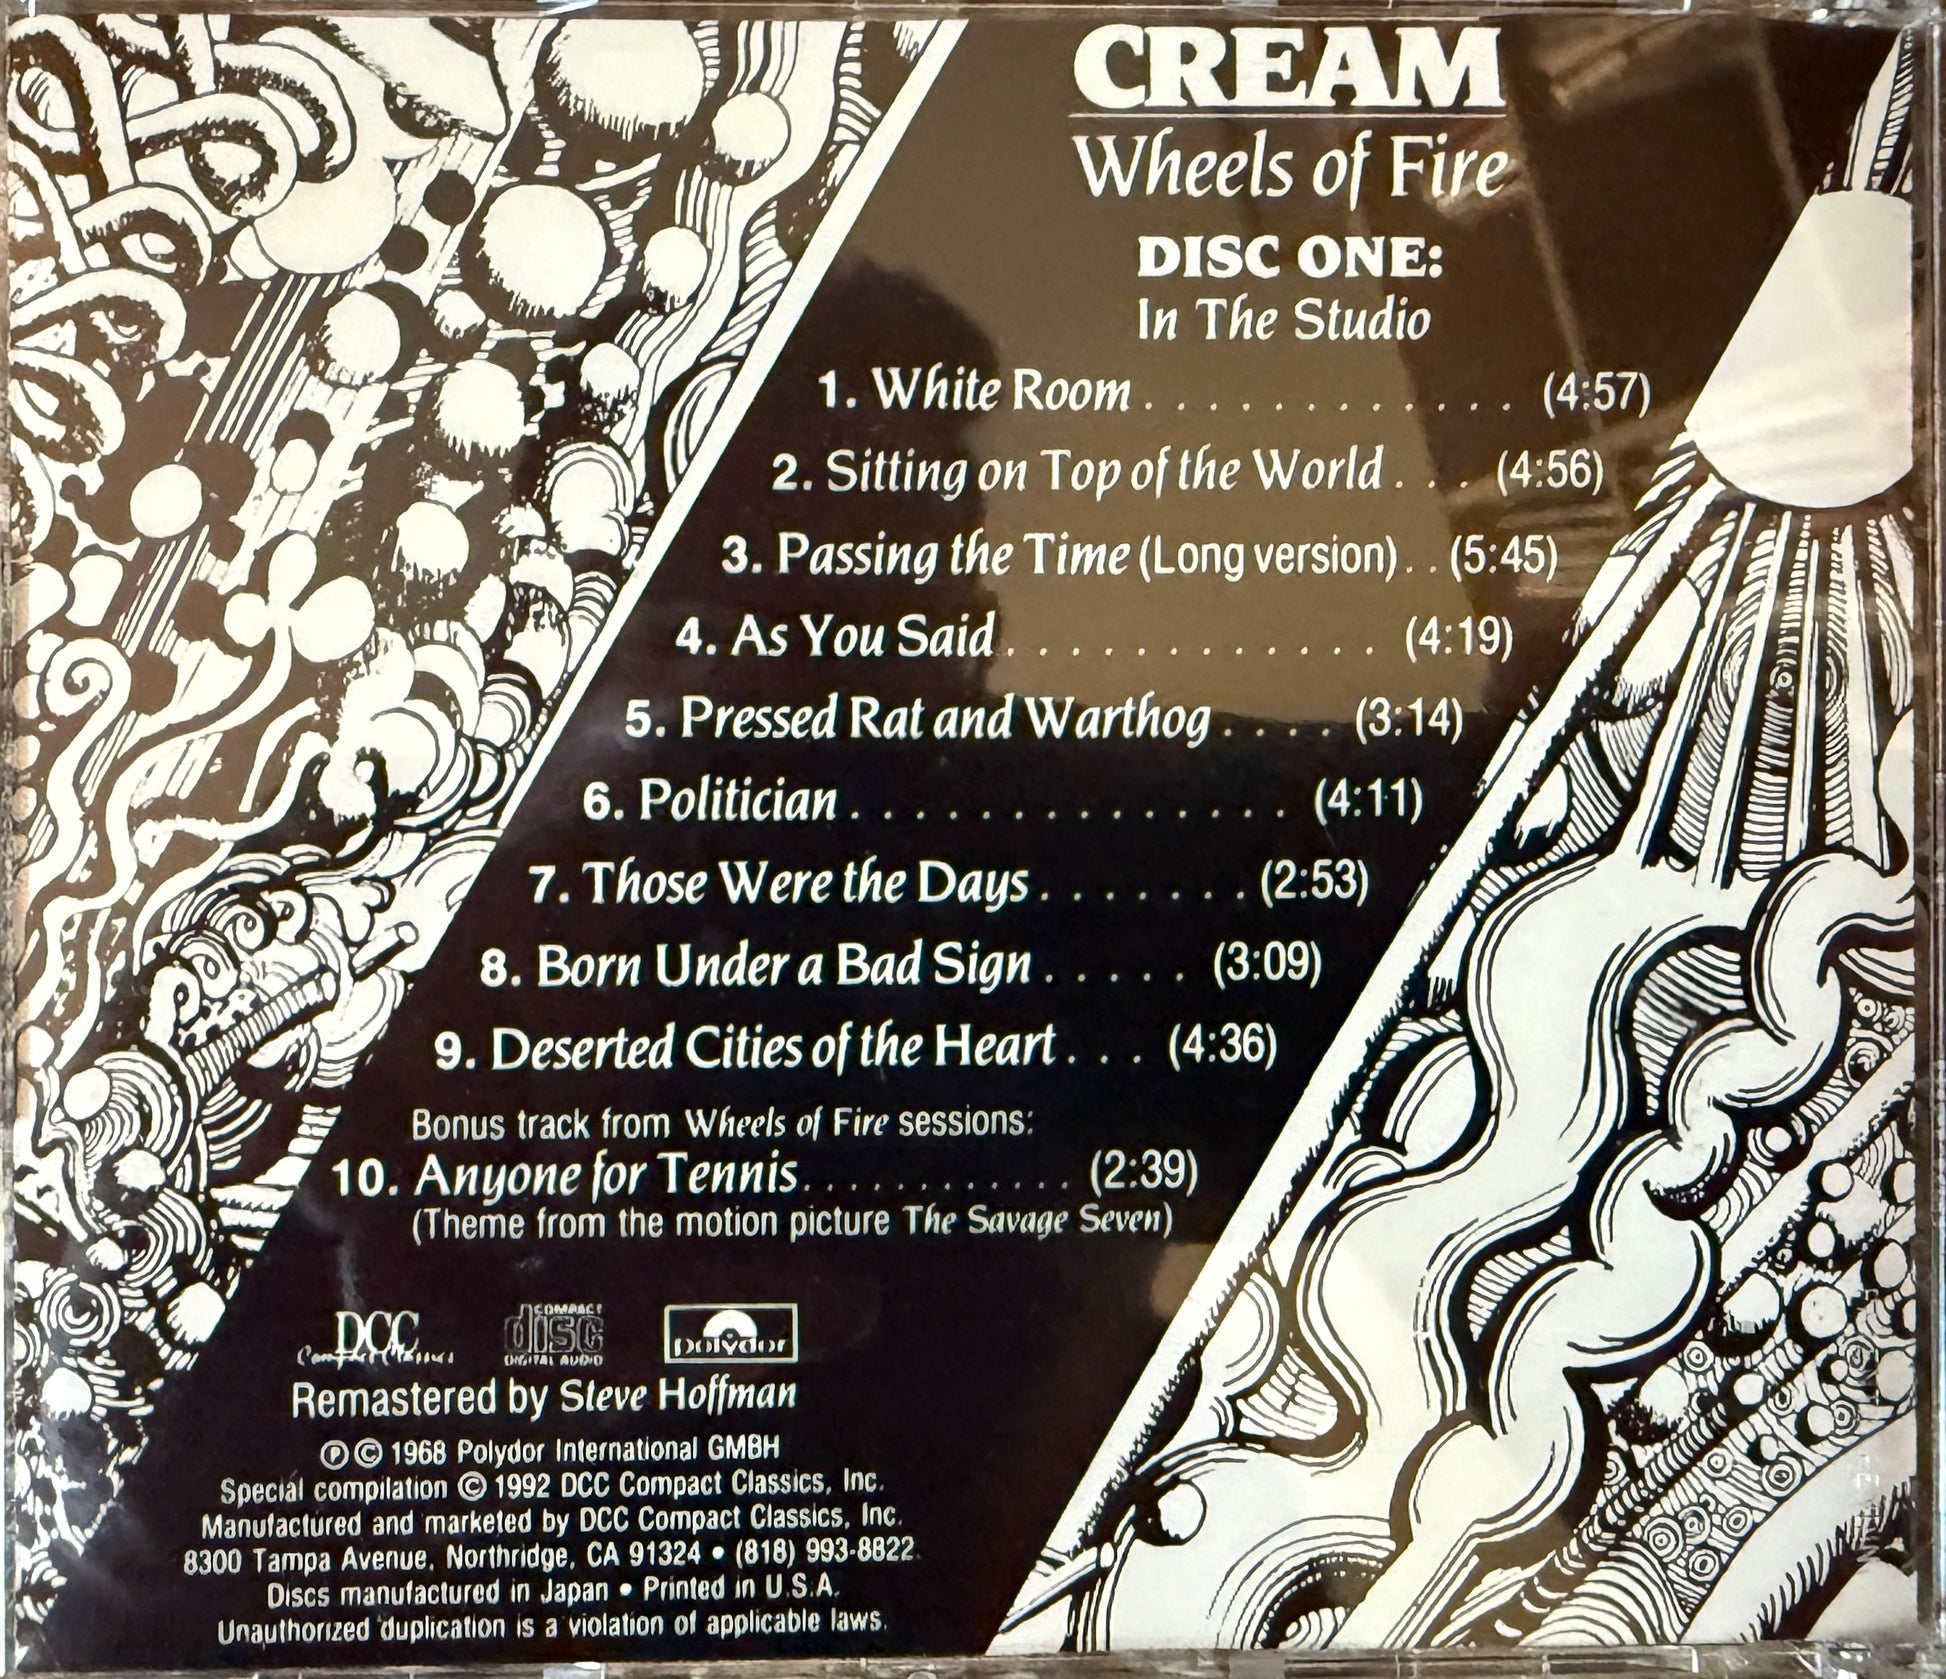 CREAM
Wheels of Fire
DISC ONE:
In The Studio
1. White Room . . . . . . . . . . . . . (4:57)
2. Sitting on Top of the World . . . (4:56)
3. Passing the Time (Long version) . . (5:45)
4. As You Said . . . . . . . . . . . . . (4:19)
5. Pressed Rat and Warthog . . . . (3:14)
6. Politician . . . . . . . . . . . . . . (4:11)
7. Those Were the Days . . . . . . . (2:53)
8. Born Under a Bad Sign . . . . . (3:09)
9. Deserted Cities of the Heart . . . (4:36)
Bonus track from Wheels of Fire sessions:
10. Anyone for Tennis . . . . . . . . . . . . (2:39)
(Theme from the motion picture The Savage Seven)
DCC
Compact Classics
COMPACT
disc
DIGITAL AUDIO
polydor
Remastered by Steve Hoffman
℗© 1968 Polydor International GMBH
Special compilation © 1992 DCC Compact Classics, Inc.
Manufactured and marketed by DCC Compact Classics, Inc.
8300 Tampa Avenue, Northridge, CA 91324 • (818) 993-8822
Discs manufactured in Japan • Printed in U.S.A.
Unauthorized duplication is a violation of applicable laws.